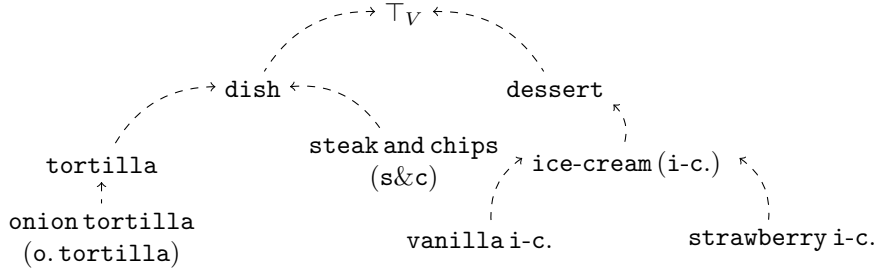 ⊤V
dish
dessert
tortilla
steak and chips
(s&c)
ice-cream (i-c.)
onion tortilla
(o. tortilla)
vanilla i-c.
strawberry i-c.